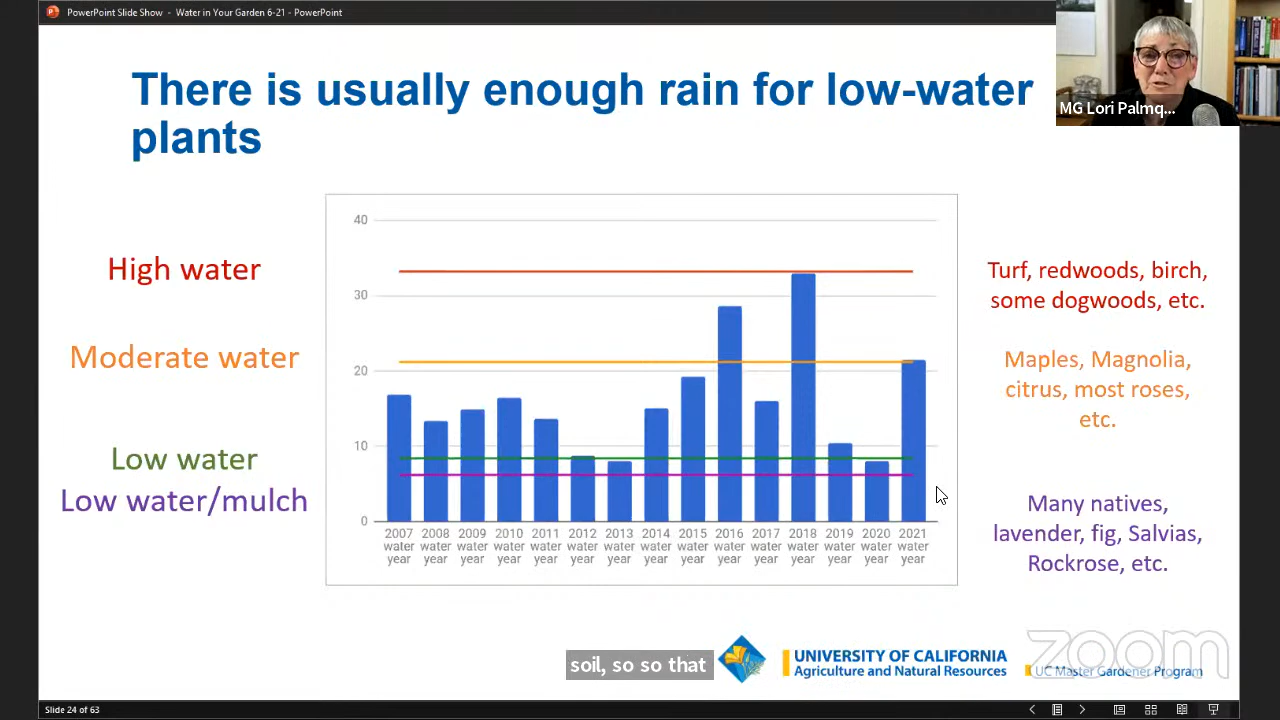 PowerPoint Slide Show - Water in Your Garden 6-21 - PowerPoint
There is usually enough rain for low-water
plants
MG Lori Palmq...
High water
Moderate water
Low water
Low water/mulch
40
30
20
10
0
2007 2008 2009 2010 2011 2012 2013 2014 2015 2016 2017 2018 2019 2020 2021
water water water water water water water water water water water water water water water
year year year year year year year year year year year year year year year
Turf, redwoods, birch,
some dogwoods, etc.
Maples, Magnolia,
citrus, most roses,
etc.
Many natives,
lavender, fig, Salvias,
Rockrose, etc.
soil, so so that
UNIVERSITY OF CALIFORNIA
Agriculture and Natural Resources
UC Master Gardener Program
zoom
Slide 24 of 63